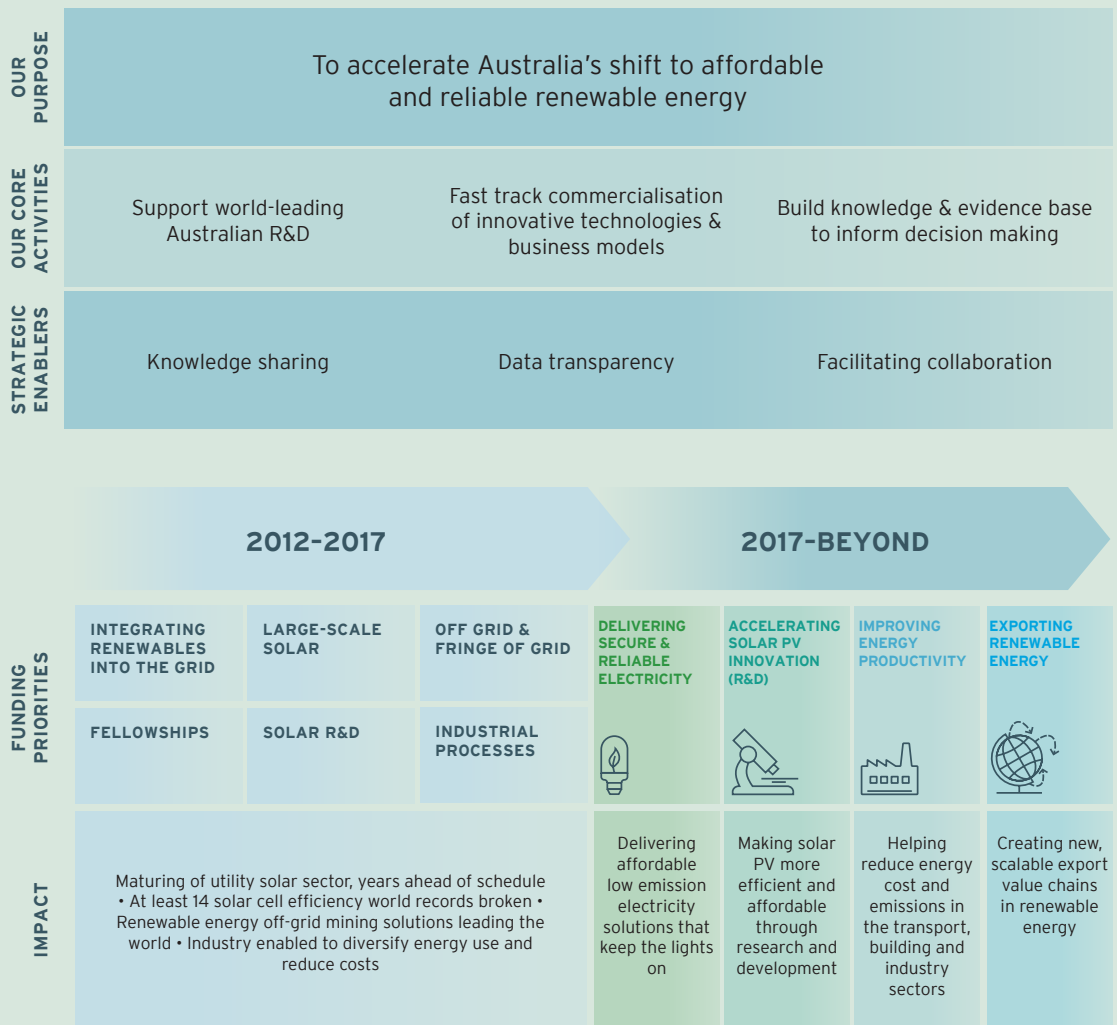 OUR
PURPOSE
To accelerate Australia's shift to affordable
and reliable renewable energy
OUR CORE
ACTIVITIES
Support world-leading
Australian R&D
Fast track commercialisation
of innovative technologies &
business models
Build knowledge & evidence base
to inform decision making
STRATEGIC
ENABLERS
Knowledge sharing
Data transparency
Facilitating collaboration
2012–2017
2017–BEYOND
FUNDING
PRIORITIES
INTEGRATING
RENEWABLES
INTO THE GRID
LARGE-SCALE
SOLAR
OFF GRID &
FRINGE OF GRID
FELLOWSHIPS
SOLAR R&D
INDUSTRIAL
PROCESSES
DELIVERING
SECURE &
RELIABLE
ELECTRICITY
ACCELERATING
SOLAR PV
INNOVATION
(R&D)
IMPROVING
ENERGY
PRODUCTIVITY
EXPORTING
RENEWABLE
ENERGY
IMPACT
Maturing of utility solar sector, years ahead of schedule
• At least 14 solar cell efficiency world records broken •
Renewable energy off-grid mining solutions leading the
world • Industry enabled to diversify energy use and
reduce costs
Delivering
affordable
low emission
electricity
solutions that
keep the lights
on
Making solar
PV more
efficient and
affordable
through
research and
development
Helping
reduce energy
cost and
emissions in
the transport,
building and
industry
sectors
Creating new,
scalable export
value chains
in renewable
energy